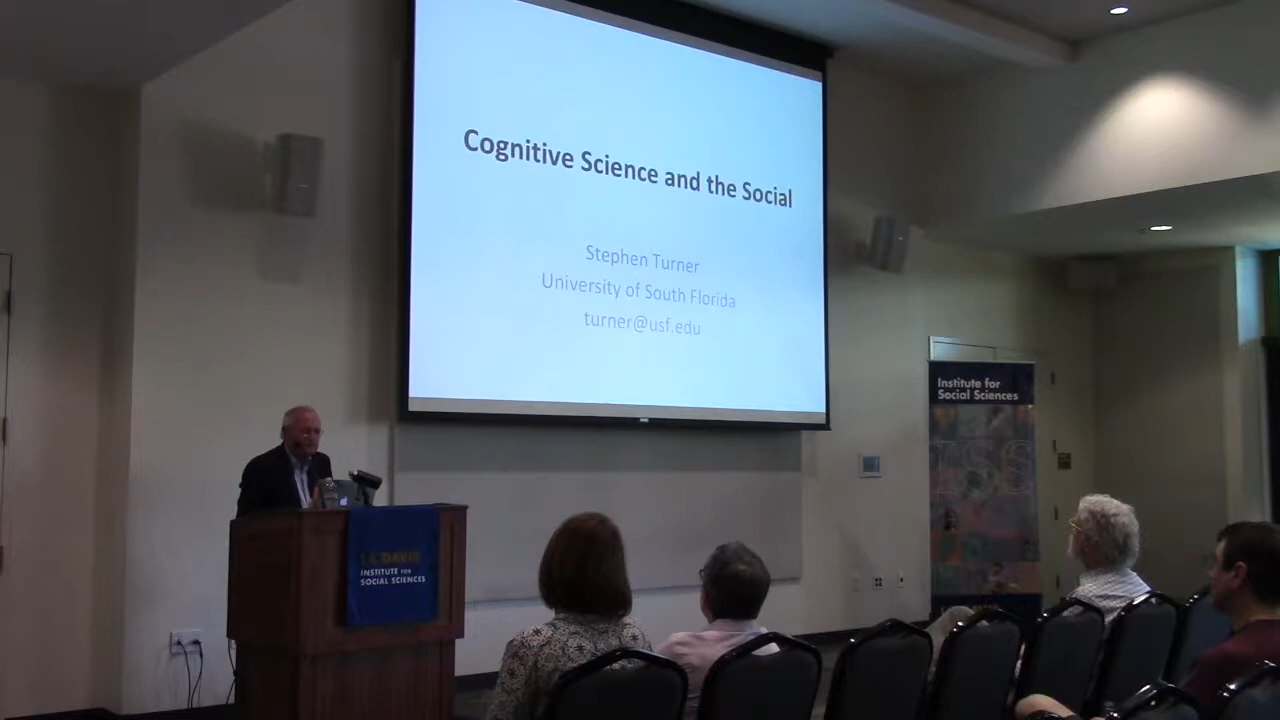 Cognitive Science and the Social
Stephen Turner
University of South Florida
turner@usf.edu
UC DAVIS
INSTITUTE FOR
SOCIAL SCIENCES
Institute for
Social Sciences
ISS